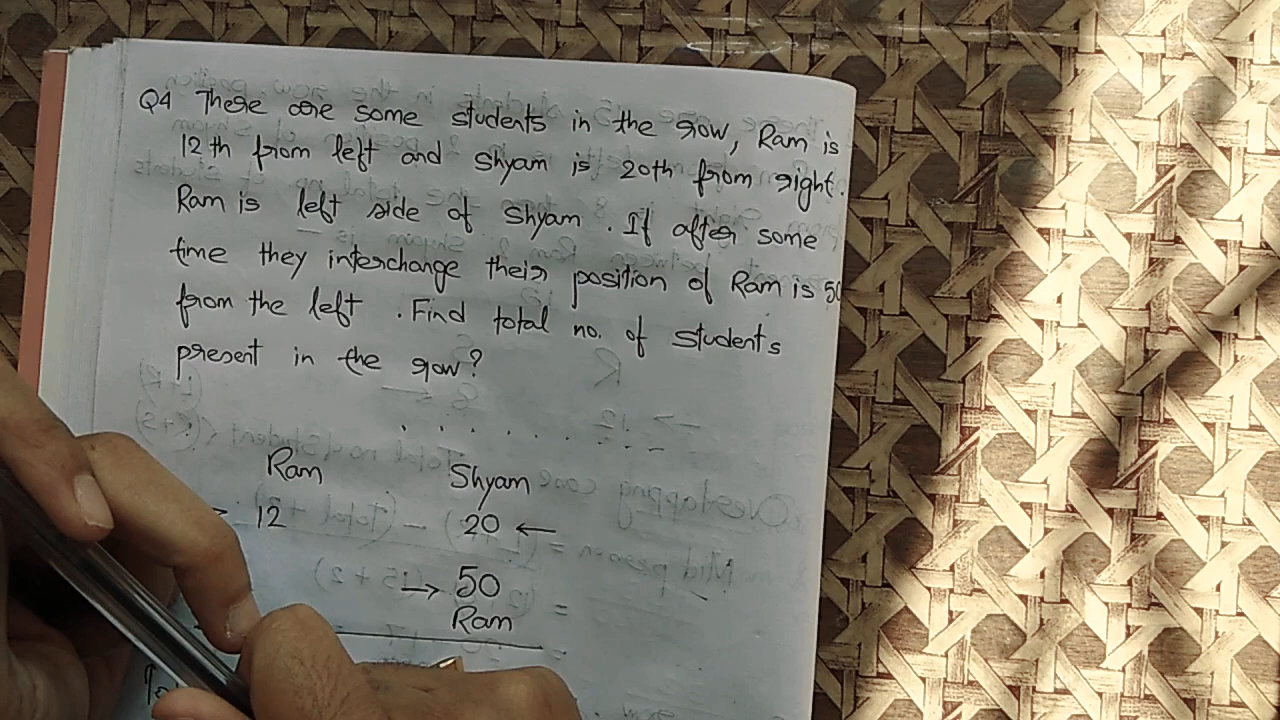 Q4 There are some students in the row, Ram is
12th from left and Shyam is 20th from right.
Ram is left side of Shyam. If after some
time they interchange their position of Ram is 50
from the left. Find total no. of students
present in the row?
Ram Shyam
→ 12 20 ←
→ 50
Ram